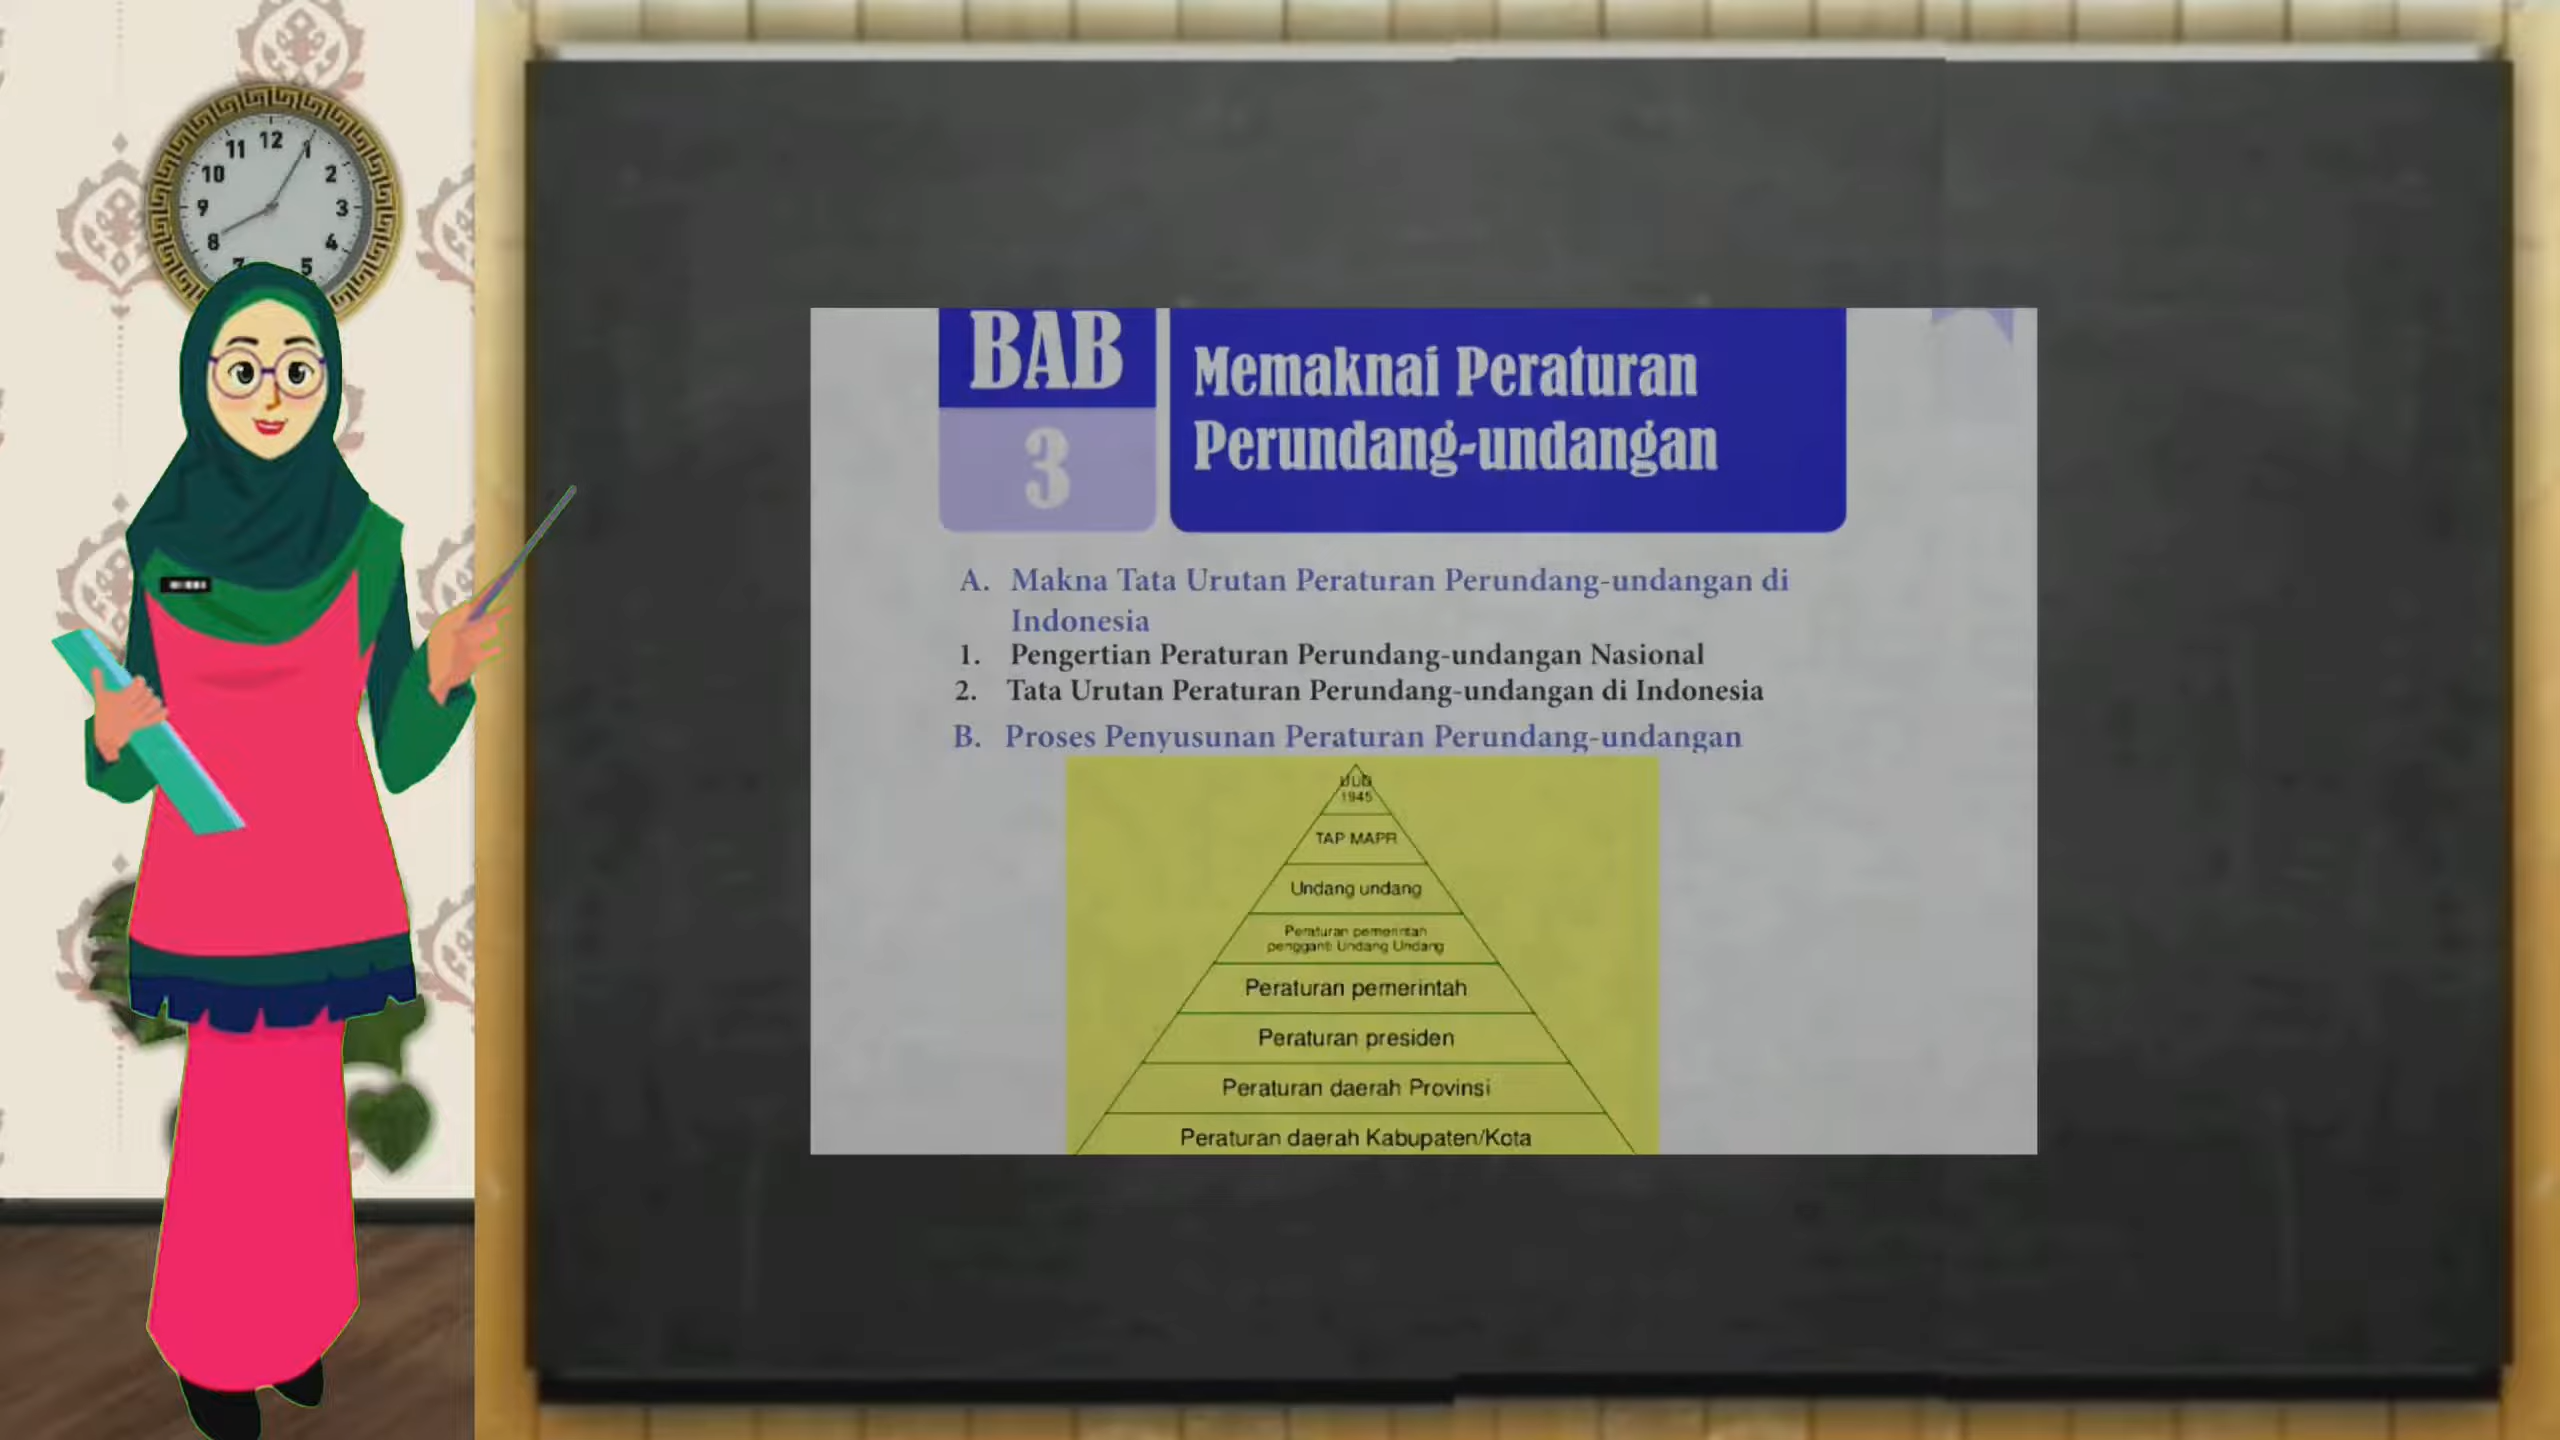 12
11
1
10
2
9
3
8
4
7
5
BAB
3
Memaknai Peraturan
Perundang-undangan
A. Makna Tata Urutan Peraturan Perundang-undangan di
Indonesia
1. Pengertian Peraturan Perundang-undangan Nasional
2. Tata Urutan Peraturan Perundang-undangan di Indonesia
B. Proses Penyusunan Peraturan Perundang-undangan
UUD
1945
TAP MAPR
Undang undang
Peraturan pemerintah
pengganti Undang Undang
Peraturan pemerintah
Peraturan presiden
Peraturan daerah Provinsi
Peraturan daerah Kabupaten/Kota